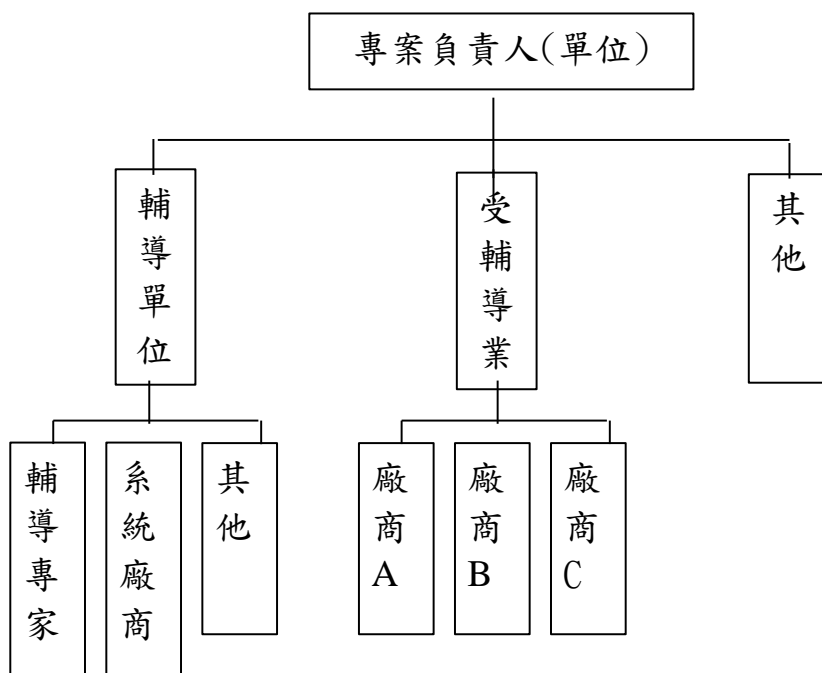 專案負責人(單位)
輔導單位
受輔導業
其他
輔導專家
系統廠商
其他
廠商A
廠商B
廠商C